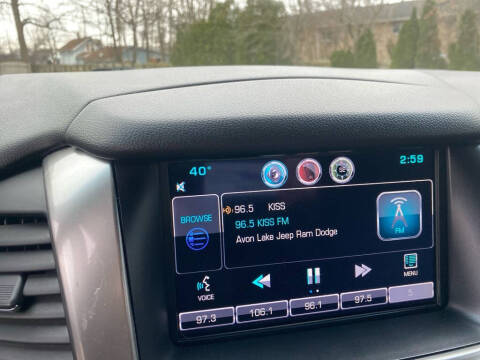 40°
2:59
BROWSE
96.5 KISS
96.5 KISS FM
Avon Lake Jeep Ram Dodge
FM
VOICE
MENU
97.3
106.1
96.1
97.5
5